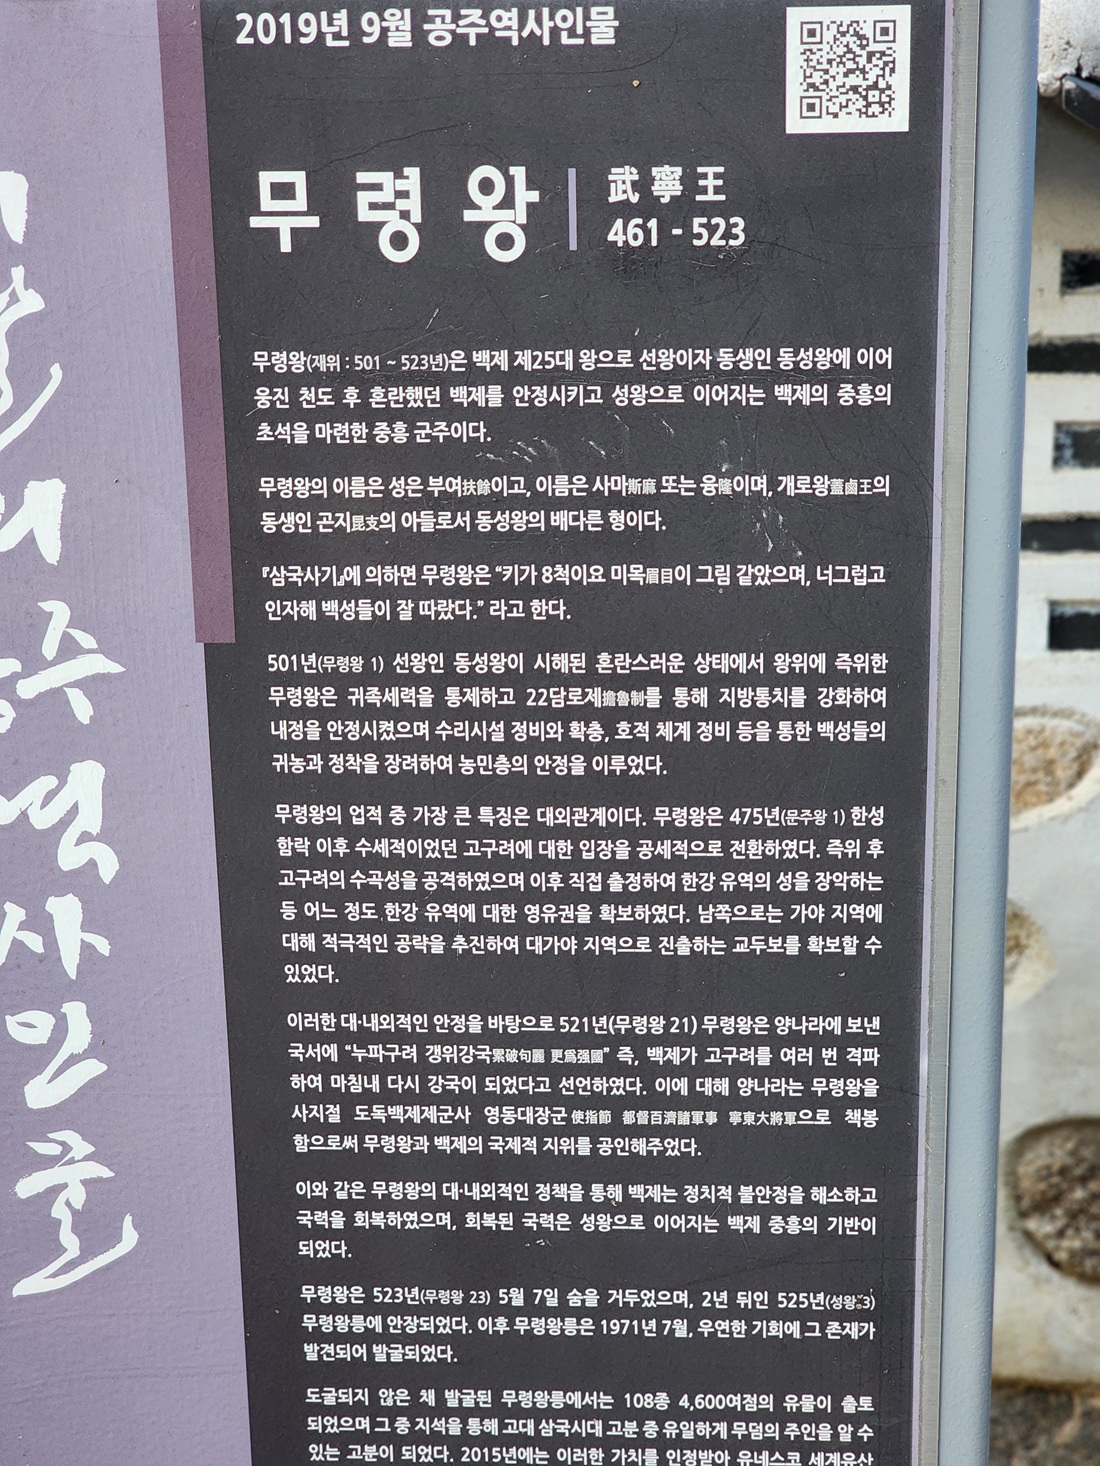 2019년 9월 공주역사인물
무령왕
武寧王
461 - 523
무령왕(재위 : 501 ~ 523년)은 백제 제25대 왕으로 선왕이자 동생인 동성왕에 이어
웅진 천도 후 혼란했던 백제를 안정시키고 성왕으로 이어지는 백제의 중흥의
초석을 마련한 중흥 군주이다.
무령왕의 이름은 성은 부여扶餘이고, 이름은 사마斯麻 또는 융隆이며, 개로왕蓋鹵王의
동생인 곤지昆支의 아들로서 동성왕의 배다른 형이다.
『삼국사기』에 의하면 무령왕은 “키가 8척이요 미목眉目이 그림 같았으며, 너그럽고
인자해 백성들이 잘 따랐다.” 라고 한다.
501년(무령왕 1) 선왕인 동성왕이 시해된 혼란스러운 상태에서 왕위에 즉위한
무령왕은 귀족세력을 통제하고 22담로제擔魯制를 통해 지방통치를 강화하여
내정을 안정시켰으며 수리시설 정비와 확충, 호적 체계 정비 등을 통한 백성들의
귀농과 정착을 장려하여 농민층의 안정을 이루었다.
무령왕의 업적 중 가장 큰 특징은 대외관계이다. 무령왕은 475년(문주왕 1) 한성
함락 이후 수세적이었던 고구려에 대한 입장을 공세적으로 전환하였다. 즉위 후
고구려의 수곡성을 공격하였으며 이후 직접 출정하여 한강 유역의 성을 장악하는
등 어느 정도 한강 유역에 대한 영유권을 확보하였다. 남쪽으로는 가야 지역에
대해 적극적인 공략을 추진하여 대가야 지역으로 진출하는 교두보를 확보할 수
있었다.
이러한 대·내외적인 안정을 바탕으로 521년(무령왕 21) 무령왕은 양나라에 보낸
국서에 “누파구려 갱위강국累破句麗 更爲强國” 즉, 백제가 고구려를 여러 번 격파
하여 마침내 다시 강국이 되었다고 선언하였다. 이에 대해 양나라는 무령왕을
사지절 도독백제제군사 영동대장군使指節 都督百濟諸軍事 寧東大將軍으로 책봉
함으로써 무령왕과 백제의 국제적 지위를 공인해주었다.
이와 같은 무령왕의 대·내외적인 정책을 통해 백제는 정치적 불안정을 해소하고
국력을 회복하였으며, 회복된 국력은 성왕으로 이어지는 백제 중흥의 기반이
되었다.
무령왕은 523년(무령왕 23) 5월 7일 숨을 거두었으며, 2년 뒤인 525년(성왕 3)
무령왕릉에 안장되었다. 이후 무령왕릉은 1971년 7월, 우연한 기회에 그 존재가
발견되어 발굴되었다.
도굴되지 않은 채 발굴된 무령왕릉에서는 108종 4,600여점의 유물이 출토
되었으며 그 중 지석을 통해 고대 삼국시대 고분 중 유일하게 무덤의 주인을 알 수
있는 고분이 되었다. 2015년에는 이러한 가치를 인정받아 유네스코 세계유산